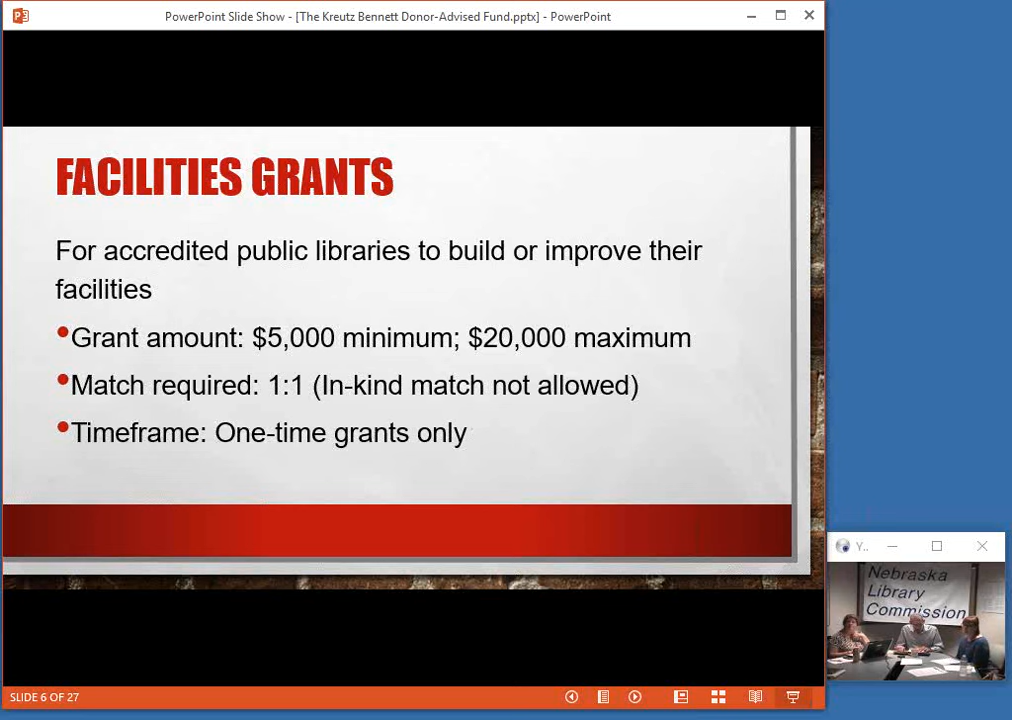 PowerPoint Slide Show - [The Kreutz Bennett Donor-Advised Fund.pptx] - PowerPoint
FACILITIES GRANTS
For accredited public libraries to build or improve their
facilities
•Grant amount: $5,000 minimum; $20,000 maximum
•Match required: 1:1 (In-kind match not allowed)
•Timeframe: One-time grants only
SLIDE 6 OF 27
Y..
Nebraska
Library
Commission